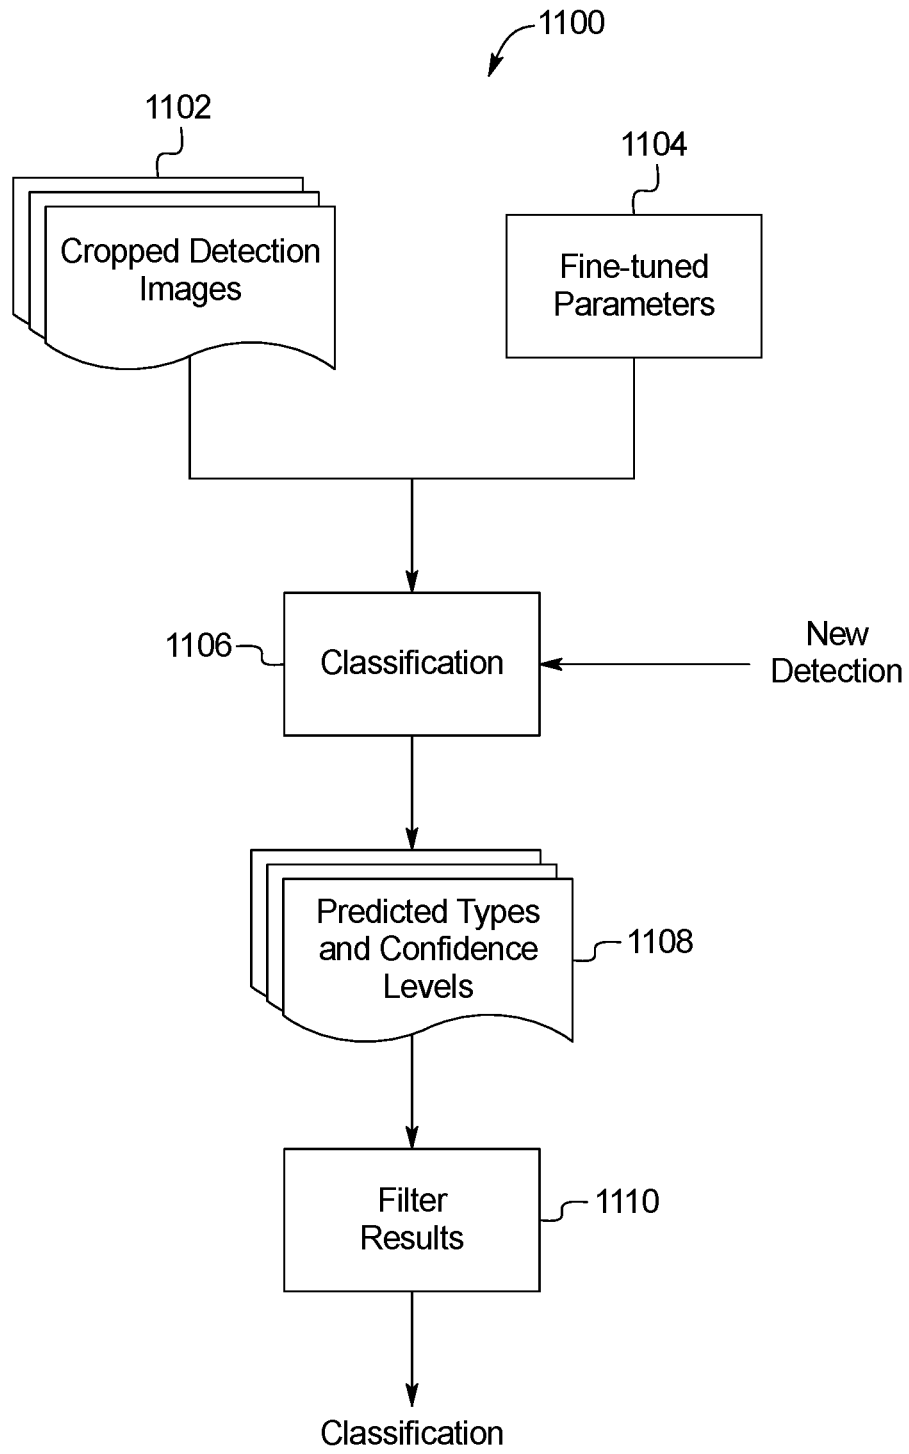 1100
1102
1104
Cropped Detection
Images
Fine-tuned
Parameters
1106
Classification
New
Detection
Predicted Types
and Confidence
Levels
1108
Filter
Results
1110
Classification